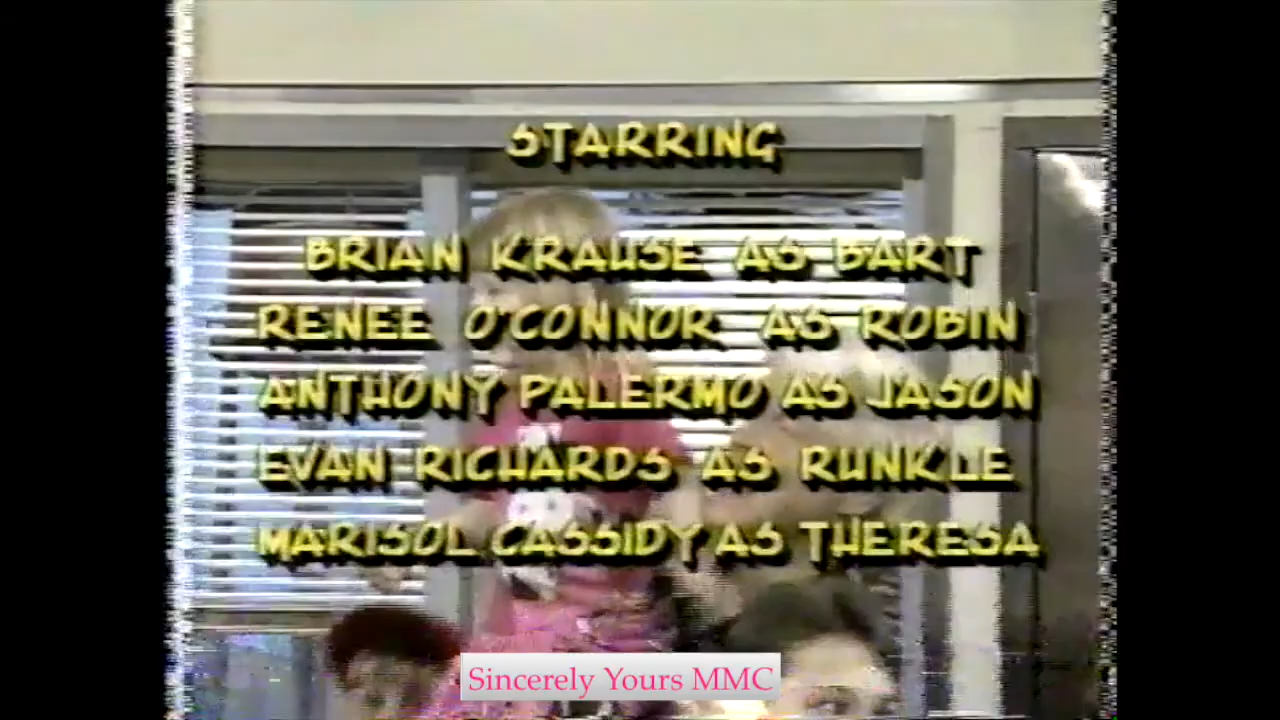 STARRING
BRIAN KRAUSE AS BART
RENEE O'CONNOR AS ROBIN
ANTHONY PALERMO AS JASON
EVAN RICHARDS AS RUNKLE
MARISOL CASSIDY AS THERESA
Sincerely Yours MMC